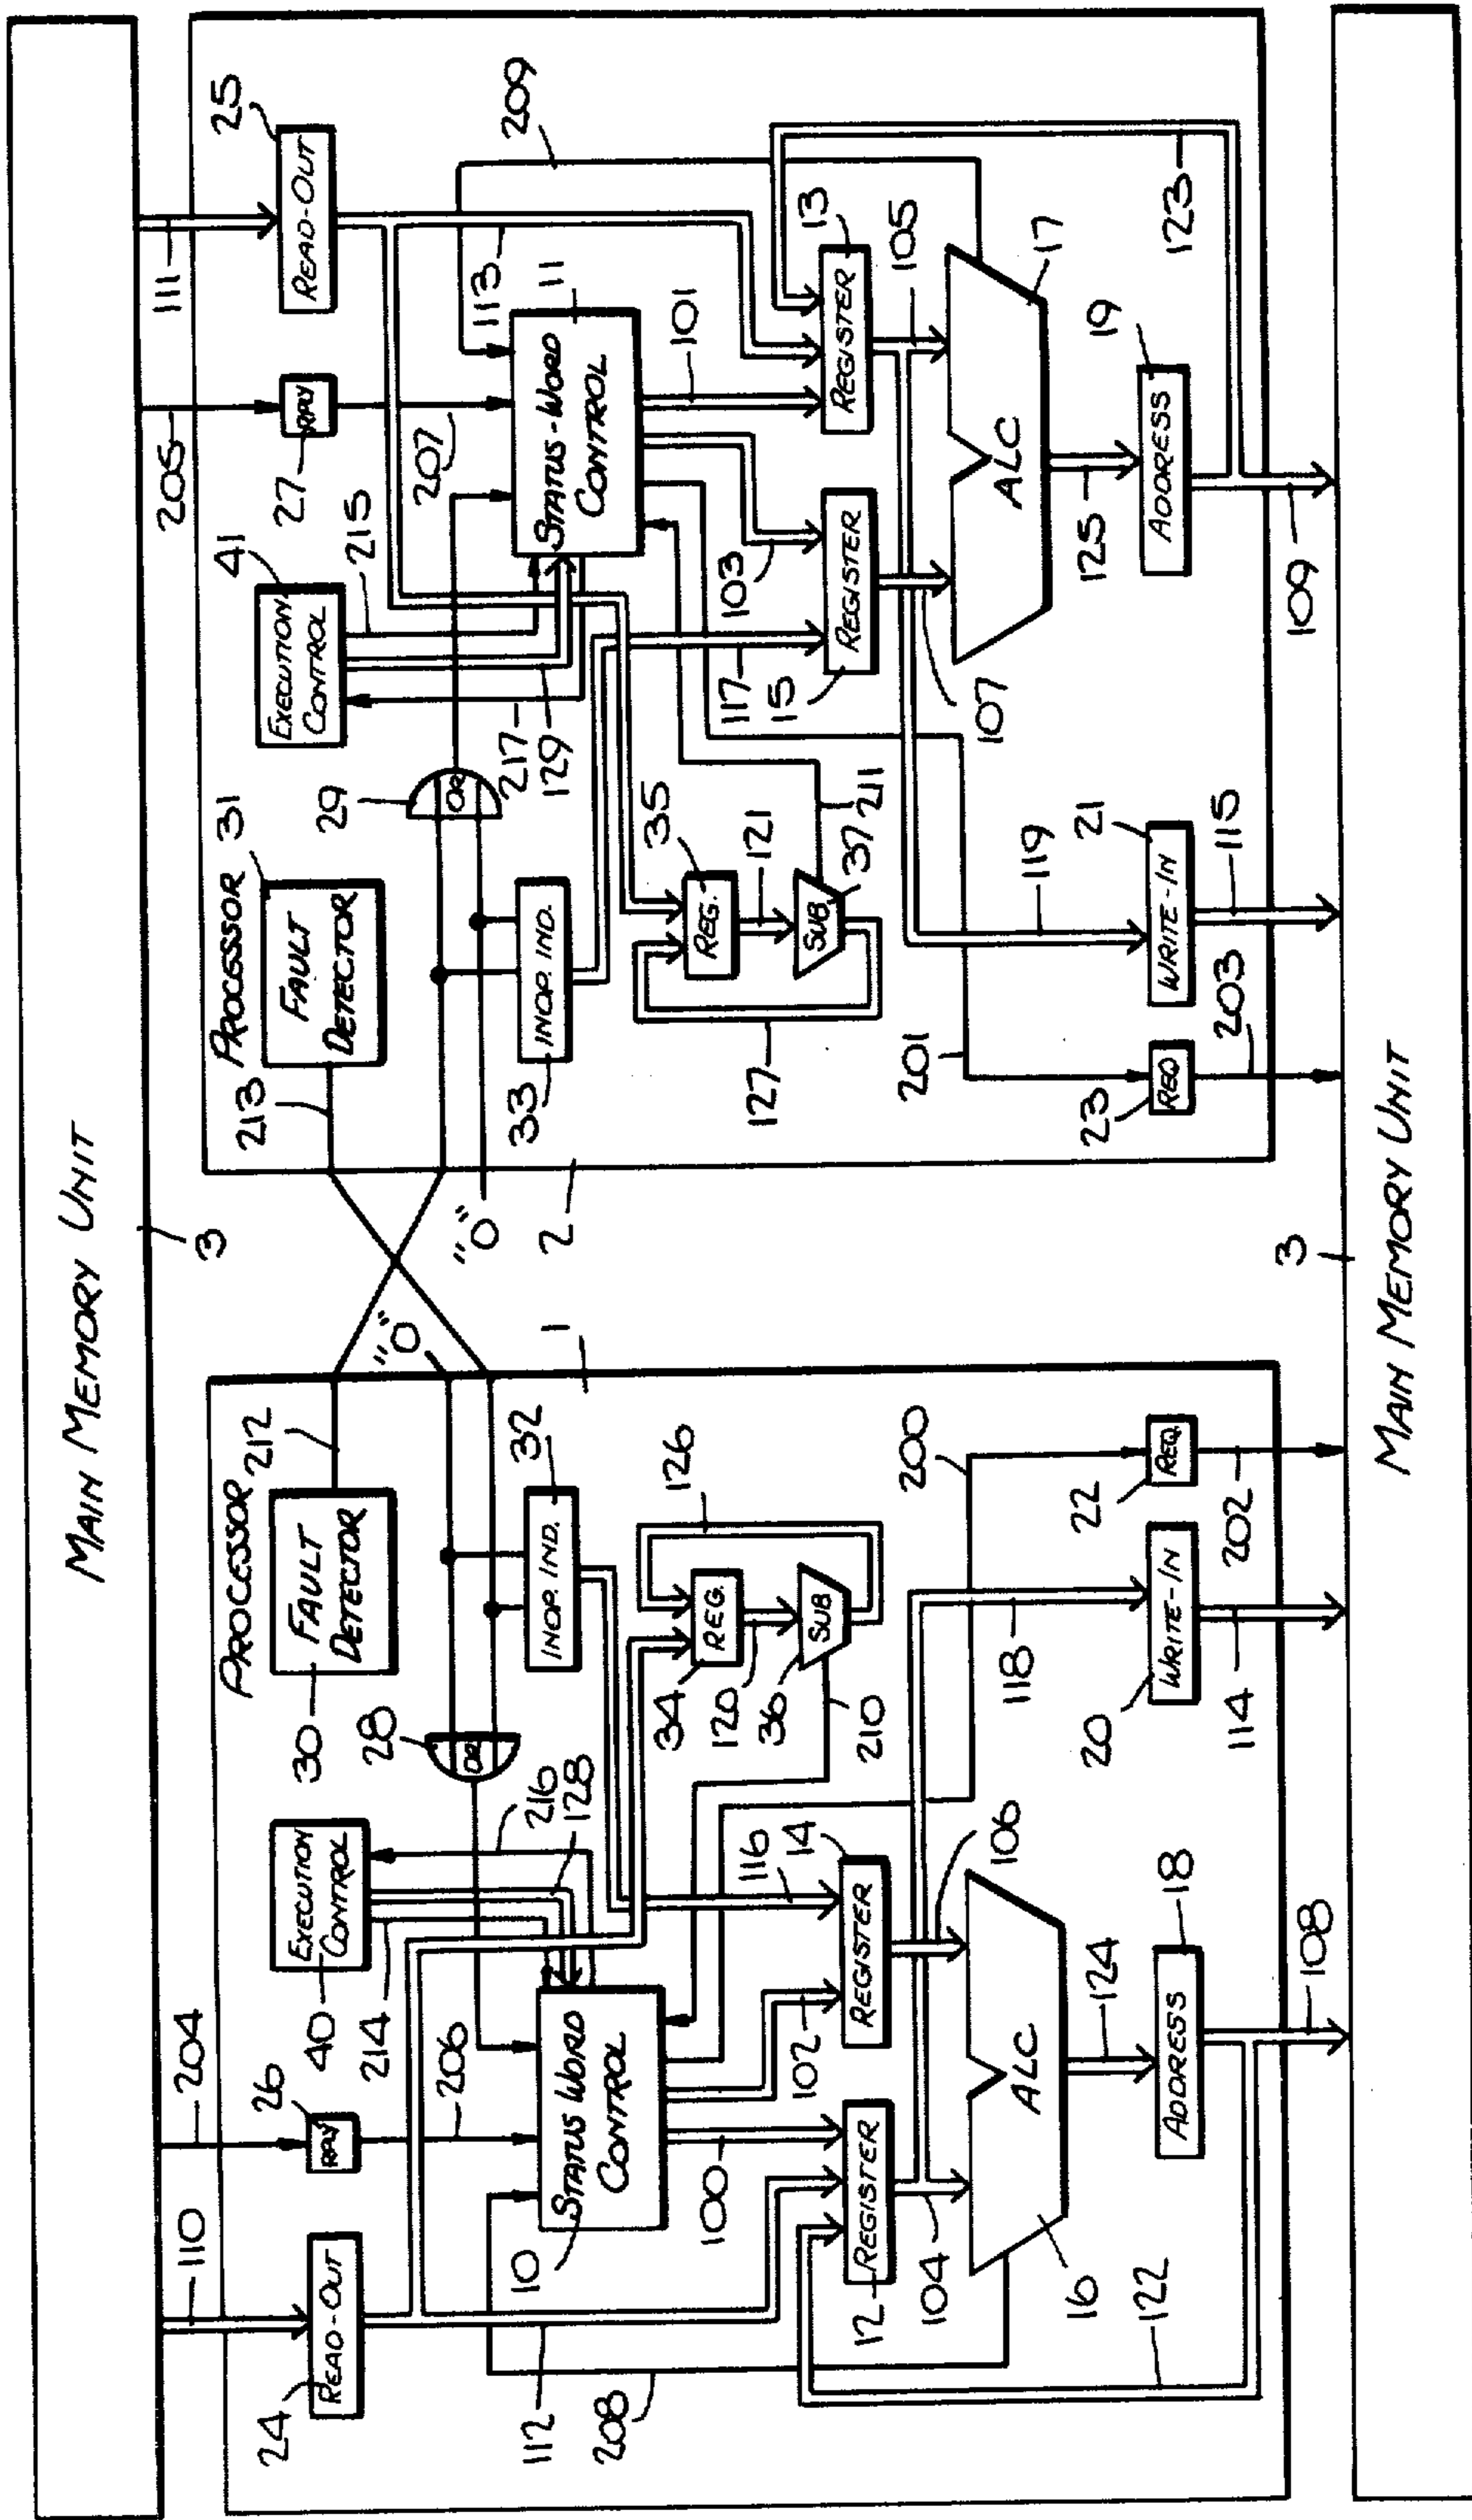 MAIN MEMORY UNIT
3
110
204
205
111
PROCESSOR
24
READ-OUT
26
RPLY
40
EXECUTION
CONTROL
30
FAULT
DETECTOR
212
214
206
216
128
28
OR
"0"
1
32
INOP. IND.
112
208
10
STATUS WORD
CONTROL
34
REG.
126
120
36
SUB
210
100
102
116
14
12
REGISTER
REGISTER
104
106
200
118
16
ALC
122
124
18
ADDRESS
108
20
WRITE-IN
114
22
REQ.
202
PROCESSOR
213
FAULT
DETECTOR
31
41
EXECUTION
CONTROL
215
27
RPLY
25
READ-OUT
209
29
OR
217
129
207
113
"0"
2
33
INOP. IND.
11
STATUS-WORD
CONTROL
35
REG.
121
127
SUB
37
211
103
101
117
15
REGISTER
13
REGISTER
105
107
201
119
ALC
17
125
19
ADDRESS
123
109
23
REQ
203
21
WRITE-IN
115
3
MAIN MEMORY UNIT